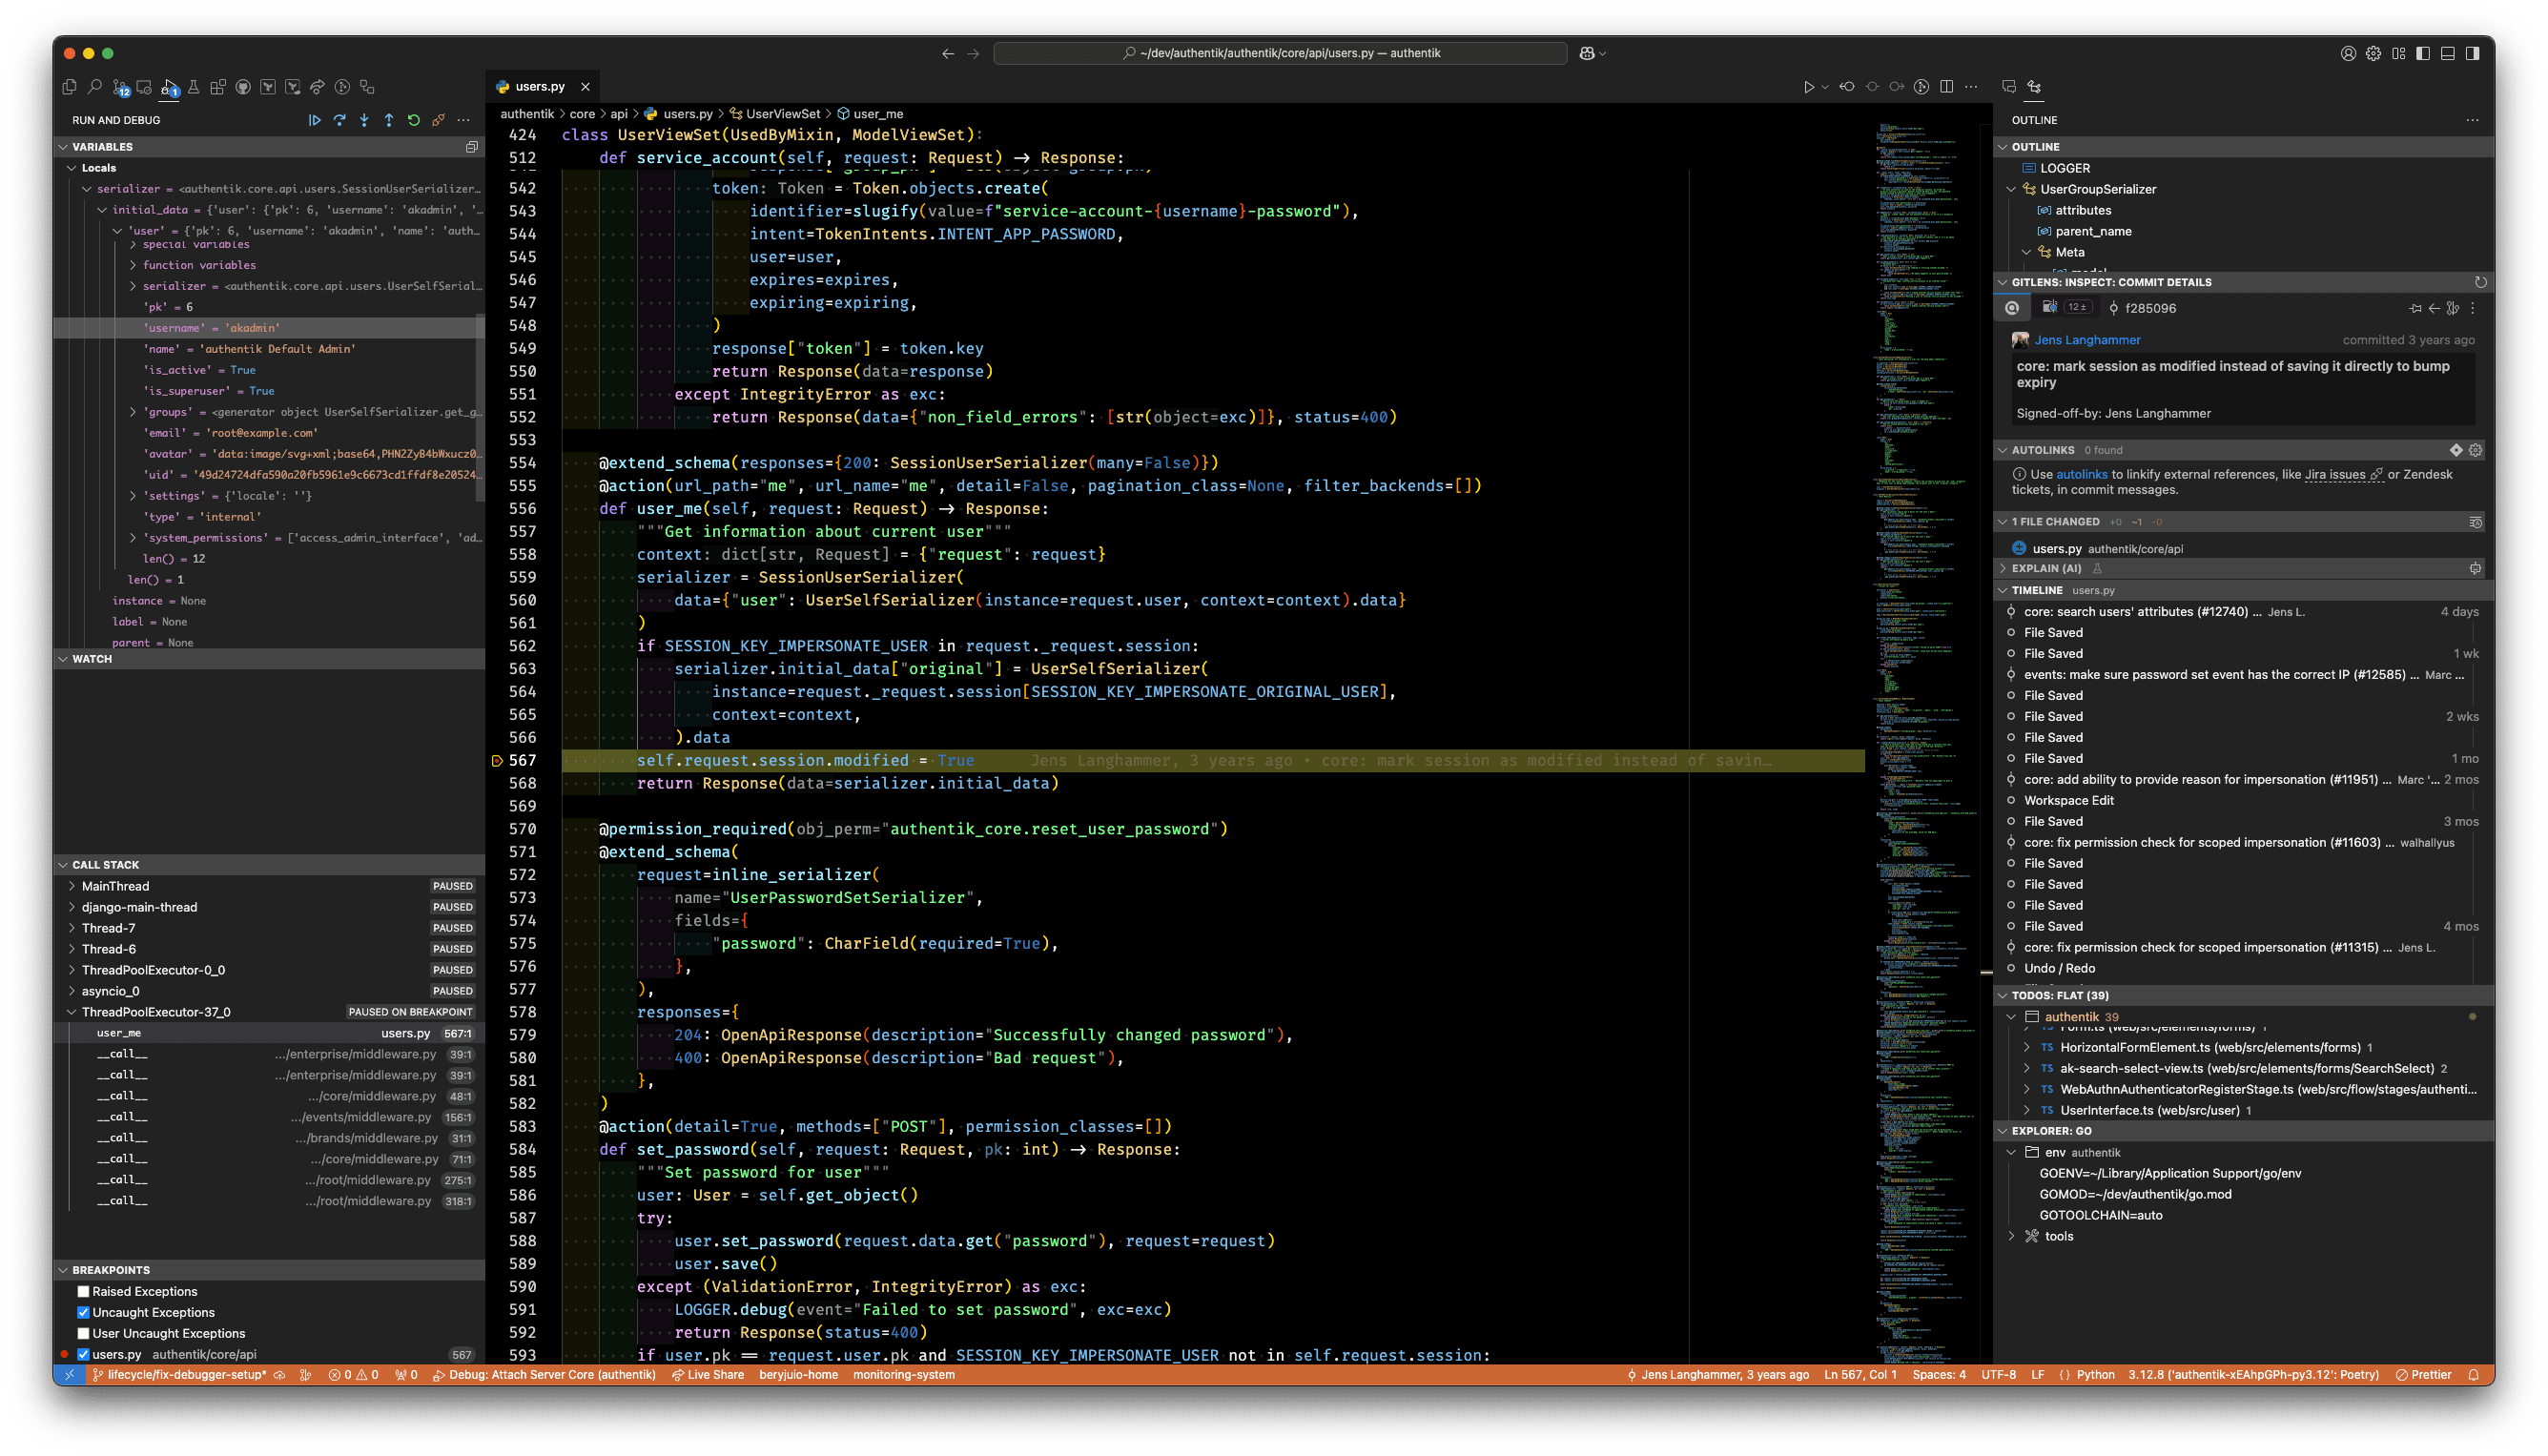 ~/dev/authentik/authentik/core/api/users.py — authentik
12
1
RUN AND DEBUG
VARIABLES
Locals
serializer = <authentik.core.api.users.SessionUserSerializer…
initial_data = {'user': {'pk': 6, 'username': 'akadmin', '…
'user' = {'pk': 6, 'username': 'akadmin', 'name': 'auth…
special variables
function variables
serializer = <authentik.core.api.users.UserSelfSerial…
'pk' = 6
'username' = 'akadmin'
'name' = 'authentik Default Admin'
'is_active' = True
'is_superuser' = True
'groups' = <generator object UserSelfSerializer.get_g…
'email' = 'root@example.com'
'avatar' = 'data:image/svg+xml;base64,PHN2ZyB4bWxucz0…
'uid' = '49d24724dfa590a20fb5961e9c6673cd1ffdf8e20524…
'settings' = {'locale': ''}
'type' = 'internal'
'system_permissions' = ['access_admin_interface', 'ad…
len() = 12
len() = 1
instance = None
label = None
parent = None
WATCH
CALL STACK
MainThread PAUSED
django-main-thread PAUSED
Thread-7 PAUSED
Thread-6 PAUSED
ThreadPoolExecutor-0_0 PAUSED
asyncio_0 PAUSED
ThreadPoolExecutor-37_0 PAUSED ON BREAKPOINT
user_me users.py 567:1
__call__ …/enterprise/middleware.py 39:1
__call__ …/enterprise/middleware.py 39:1
__call__ …/core/middleware.py 48:1
__call__ …/events/middleware.py 156:1
__call__ …/brands/middleware.py 31:1
__call__ …/core/middleware.py 71:1
__call__ …/root/middleware.py 275:1
__call__ …/root/middleware.py 318:1
BREAKPOINTS
Raised Exceptions
Uncaught Exceptions
User Uncaught Exceptions
users.py authentik/core/api 567
users.py
authentik > core > api > users.py > UserViewSet > user_me
424 class UserViewSet(UsedByMixin, ModelViewSet):
512 def service_account(self, request: Request) -> Response:
542 token: Token = Token.objects.create(
543 identifier=slugify(value=f"service-account-{username}-password"),
544 intent=TokenIntents.INTENT_APP_PASSWORD,
545 user=user,
546 expires=expires,
547 expiring=expiring,
548 )
549 response["token"] = token.key
550 return Response(data=response)
551 except IntegrityError as exc:
552 return Response(data={"non_field_errors": [str(object=exc)]}, status=400)
553
554 @extend_schema(responses={200: SessionUserSerializer(many=False)})
555 @action(url_path="me", url_name="me", detail=False, pagination_class=None, filter_backends=[])
556 def user_me(self, request: Request) -> Response:
557 """Get information about current user"""
558 context: dict[str, Request] = {"request": request}
559 serializer = SessionUserSerializer(
560 data={"user": UserSelfSerializer(instance=request.user, context=context).data}
561 )
562 if SESSION_KEY_IMPERSONATE_USER in request._request.session:
563 serializer.initial_data["original"] = UserSelfSerializer(
564 instance=request._request.session[SESSION_KEY_IMPERSONATE_ORIGINAL_USER],
565 context=context,
566 ).data
567 self.request.session.modified = True Jens Langhammer, 3 years ago • core: mark session as modified instead of savin…
568 return Response(data=serializer.initial_data)
569
570 @permission_required(obj_perm="authentik_core.reset_user_password")
571 @extend_schema(
572 request=inline_serializer(
573 name="UserPasswordSetSerializer",
574 fields={
575 "password": CharField(required=True),
576 },
577 ),
578 responses={
579 204: OpenApiResponse(description="Successfully changed password"),
580 400: OpenApiResponse(description="Bad request"),
581 },
582 )
583 @action(detail=True, methods=["POST"], permission_classes=[])
584 def set_password(self, request: Request, pk: int) -> Response:
585 """Set password for user"""
586 user: User = self.get_object()
587 try:
588 user.set_password(request.data.get("password"), request=request)
589 user.save()
590 except (ValidationError, IntegrityError) as exc:
591 LOGGER.debug(event="Failed to set password", exc=exc)
592 return Response(status=400)
593 if user.pk == request.user.pk and SESSION_KEY_IMPERSONATE_USER not in self.request.session:
OUTLINE
OUTLINE
LOGGER
UserGroupSerializer
attributes
parent_name
Meta
GITLENS: INSPECT: COMMIT DETAILS
12 ± f285096
Jens Langhammer committed 3 years ago
core: mark session as modified instead of saving it directly to bump
expiry
Signed-off-by: Jens Langhammer
AUTOLINKS 0 found
Use autolinks to linkify external references, like Jira issues or Zendesk
tickets, in commit messages.
1 FILE CHANGED +0 ~1 -0
users.py authentik/core/api
EXPLAIN (AI)
TIMELINE users.py
core: search users' attributes (#12740) … Jens L. 4 days
File Saved
File Saved 1 wk
events: make sure password set event has the correct IP (#12585) … Marc …
File Saved
File Saved 2 wks
File Saved
File Saved 1 mo
core: add ability to provide reason for impersonation (#11951) … Marc '… 2 mos
Workspace Edit
File Saved 3 mos
core: fix permission check for scoped impersonation (#11603) … walhallyus
File Saved
File Saved
File Saved
File Saved 4 mos
core: fix permission check for scoped impersonation (#11315) … Jens L.
Undo / Redo
TODOS: FLAT (39)
authentik 39
Form.ts (web/src/elements/forms) 1
TS HorizontalFormElement.ts (web/src/elements/forms) 1
TS ak-search-select-view.ts (web/src/elements/forms/SearchSelect) 2
TS WebAuthnAuthenticatorRegisterStage.ts (web/src/flow/stages/authenti…
TS UserInterface.ts (web/src/user) 1
EXPLORER: GO
env authentik
GOENV=~/Library/Application Support/go/env
GOMOD=~/dev/authentik/go.mod
GOTOOLCHAIN=auto
tools
lifecycle/fix-debugger-setup* 0 0 0 Debug: Attach Server Core (authentik) Live Share beryjuio-home monitoring-system Jens Langhammer, 3 years ago Ln 567, Col 1 Spaces: 4 UTF-8 LF {} Python 3.12.8 ('authentik-xEAhpGPh-py3.12': Poetry) Prettier